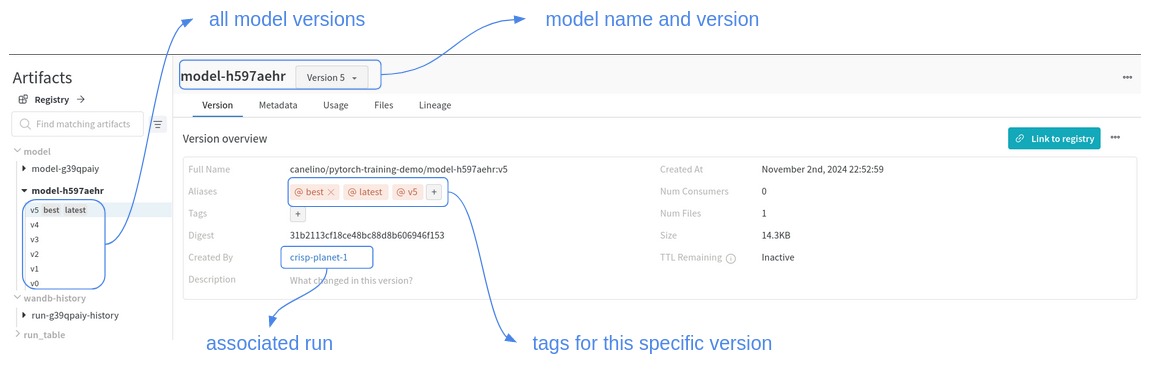 all model versions
model name and version
Artifacts
Registry
Find matching artifacts
model
model-g39qpaiy
model-h597aehr
v5 best latest
v4
v3
v2
v1
v0
wandb-history
run-g39qpaiy-history
run_table
model-h597aehr Version 5
Version Metadata Usage Files Lineage
Version overview
Link to registry
Full Name canelino/pytorch-training-demo/model-h597aehr:v5
Aliases @ best × @ latest @ v5 +
Tags +
Digest 31b2113cf18ce48bc88d8b606946f153
Created By crisp-planet-1
Description What changed in this version?
Created At November 2nd, 2024 22:52:59
Num Consumers 0
Num Files 1
Size 14.3KB
TTL Remaining Inactive
associated run
tags for this specific version